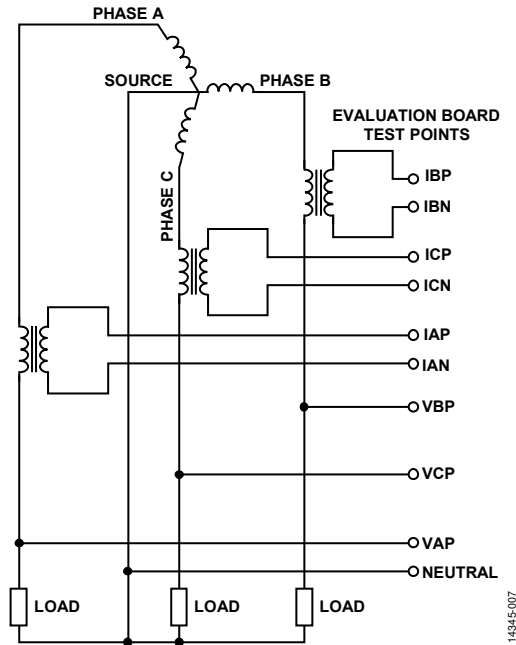 PHASE A
SOURCE
PHASE B
EVALUATION BOARD
TEST POINTS
IBP
IBN
PHASE C
ICP
ICN
IAP
IAN
VBP
VCP
VAP
NEUTRAL
LOAD
LOAD
LOAD
14345-007